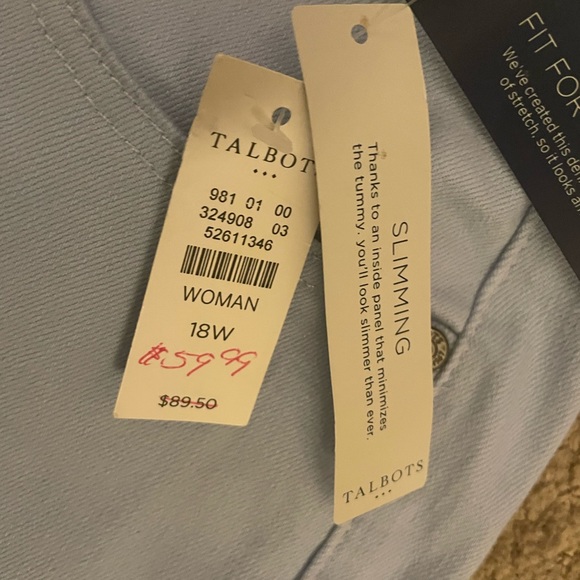 TALBOTS
981 01 00
324908 03
52611346
WOMAN
18W
$59.99
$89.50
SLIMMING
Thanks to an inside panel that minimizes
the tummy, you'll look slimmer than ever.
TALBOTS
FIT FOR
We've created this
of stretch, so it looks